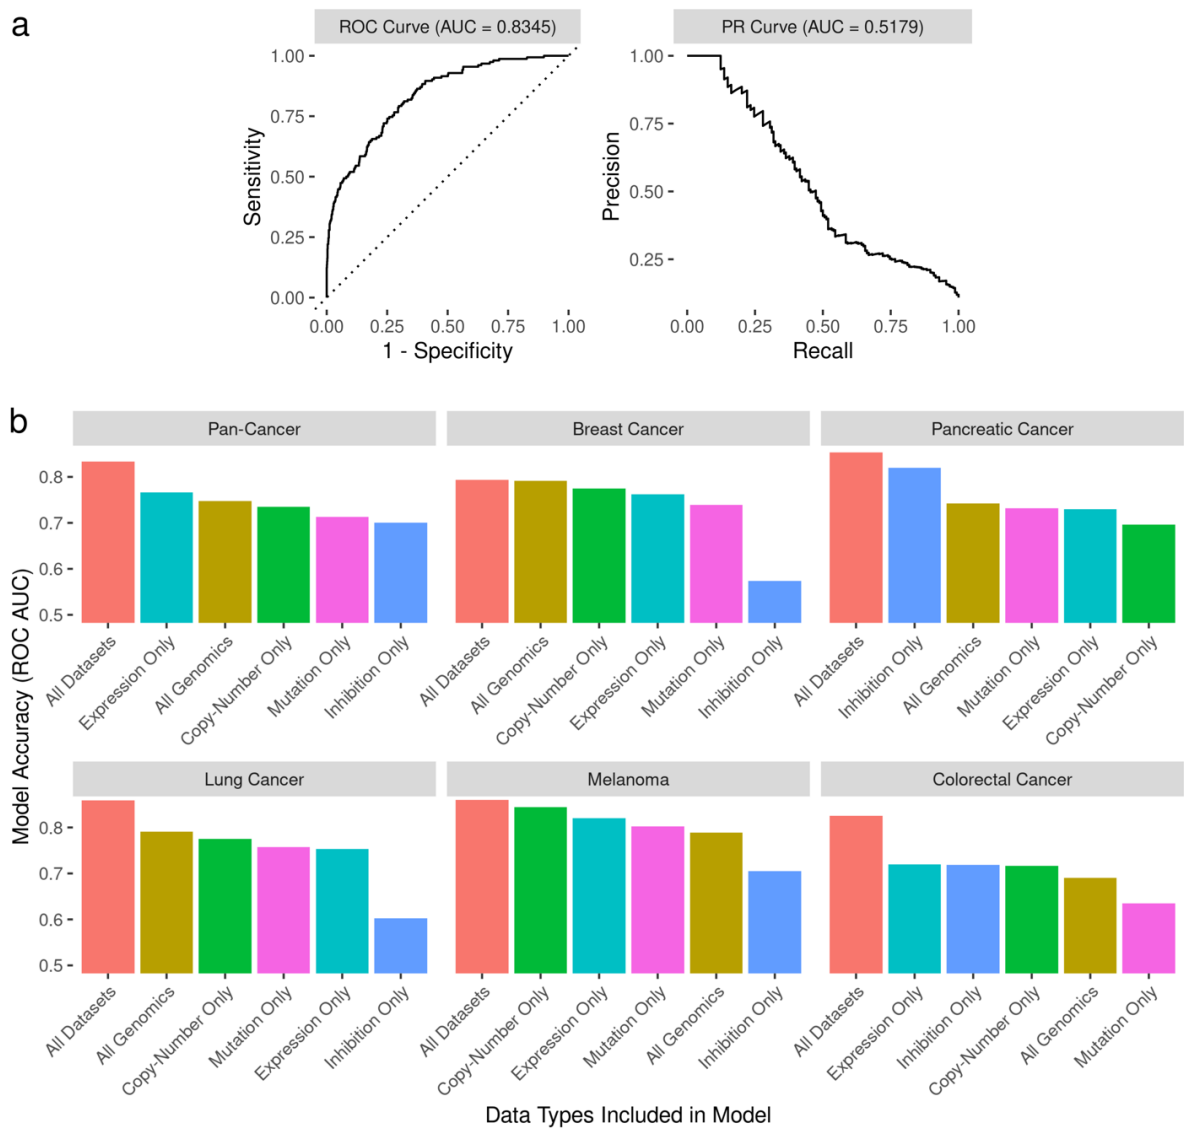 a
ROC Curve (AUC = 0.8345)
PR Curve (AUC = 0.5179)
Sensitivity
1.00
0.75
0.50
0.25
0.00
0.00 0.25 0.50 0.75 1.00
1 - Specificity
Precision
1.00
0.75
0.50
0.25
0.00 0.25 0.50 0.75 1.00
Recall
b
Model Accuracy (ROC AUC)
Pan-Cancer
0.8
0.7
0.6
0.5
All Datasets
Expression Only
All Genomics
Copy-Number Only
Mutation Only
Inhibition Only
Breast Cancer
All Datasets
All Genomics
Copy-Number Only
Expression Only
Mutation Only
Inhibition Only
Pancreatic Cancer
All Datasets
Inhibition Only
All Genomics
Mutation Only
Expression Only
Copy-Number Only
Lung Cancer
0.8
0.7
0.6
0.5
All Datasets
All Genomics
Copy-Number Only
Mutation Only
Expression Only
Inhibition Only
Melanoma
All Datasets
Copy-Number Only
Expression Only
Mutation Only
All Genomics
Inhibition Only
Colorectal Cancer
All Datasets
Expression Only
Inhibition Only
Copy-Number Only
All Genomics
Mutation Only
Data Types Included in Model